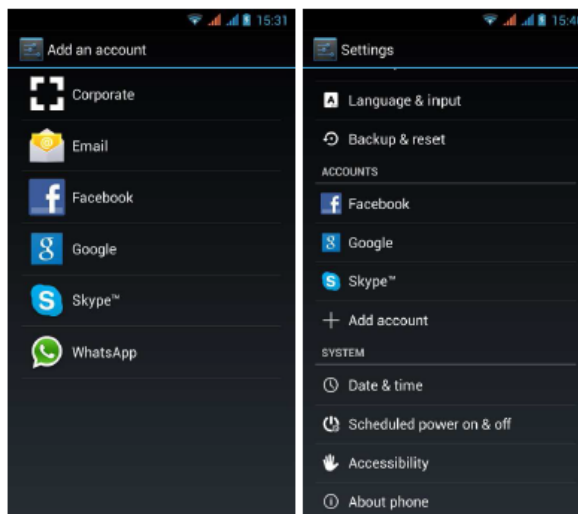 15:31
Add an account
Corporate
Email
Facebook
Google
Skype™
WhatsApp
Settings
Language & input
Backup & reset
ACCOUNTS
Facebook
Google
Skype™
Add account
SYSTEM
Date & time
Scheduled power on & off
Accessibility
About phone